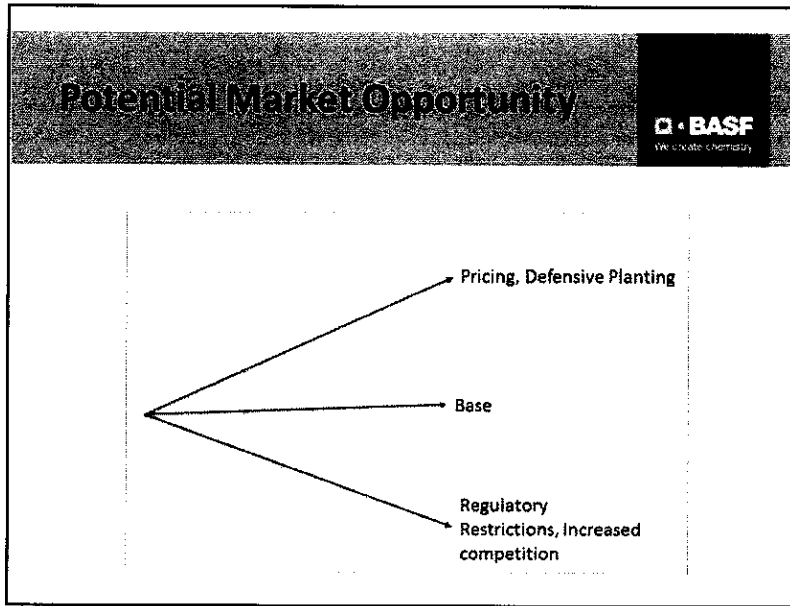 Potential Market Opportunity
BASF
We create chemistry
Pricing, Defensive Planting
Base
Regulatory
Restrictions, Increased
competition